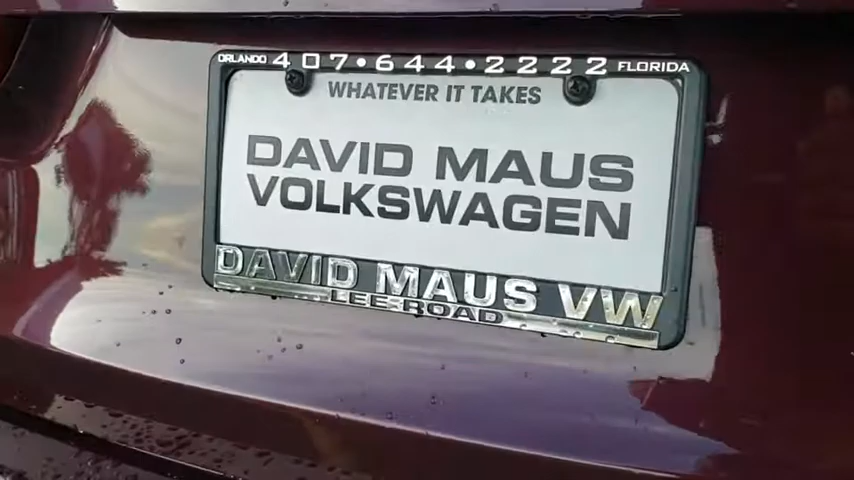 ORLANDO 407•644•2222 FLORIDA
WHATEVER IT TAKES
DAVID MAUS
VOLKSWAGEN
DAVID MAUS VW
LEE ROAD